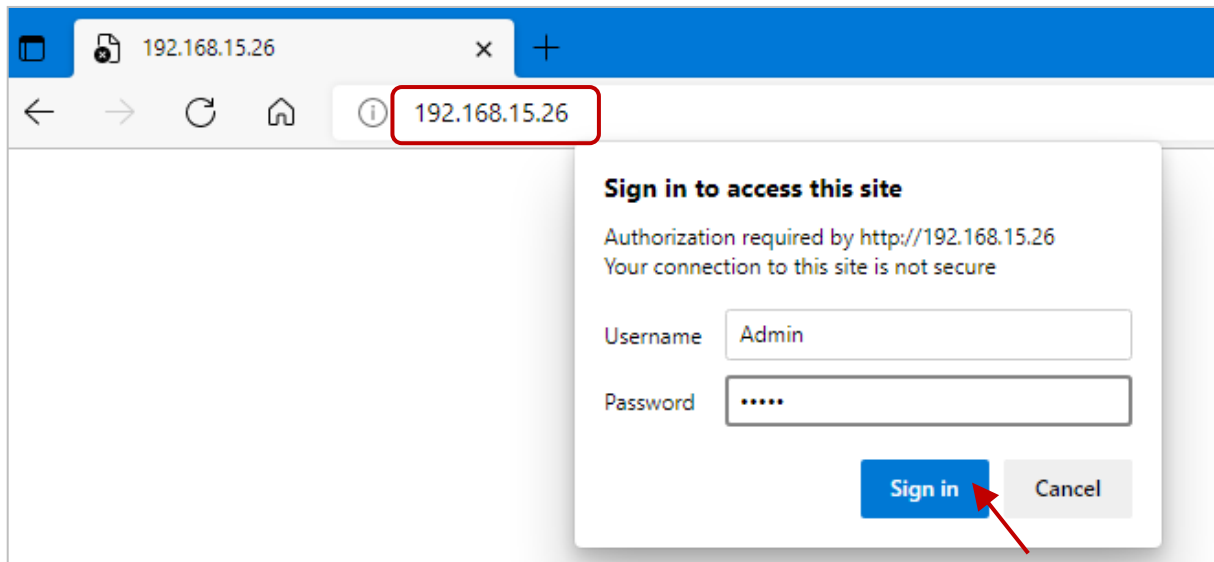 192.168.15.26
192.168.15.26
Sign in to access this site
Authorization required by http://192.168.15.26
Your connection to this site is not secure
Username Admin
Password •••••
Sign in Cancel